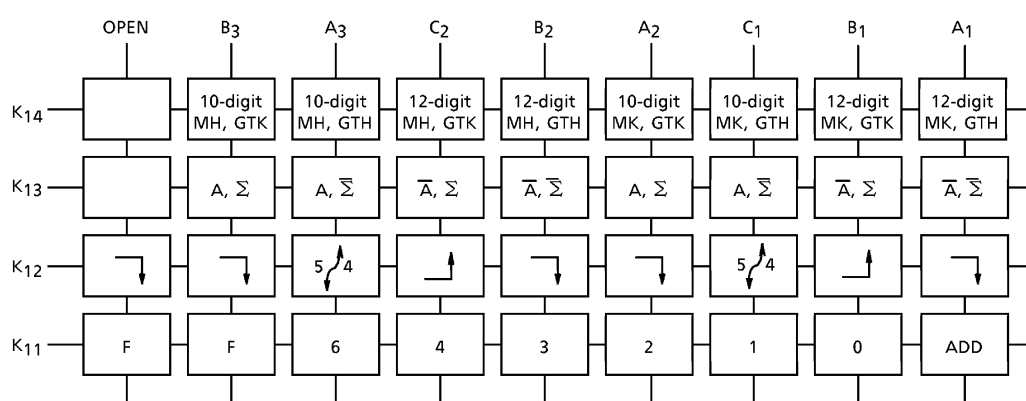 OPEN B3 A3 C2 B2 A2 C1 B1 A1
K14 10-digit 10-digit 12-digit 12-digit 10-digit 10-digit 12-digit 12-digit
MH, GTK MH, GTH MH, GTK MH, GTH MK, GTK MK, GTH MK, GTK MK, GTH
K13 A, Σ A, Σ̅ A̅, Σ A̅, Σ̅ A, Σ A, Σ̅ A̅, Σ A̅, Σ̅
K12 5 4 5 4
K11 F F 6 4 3 2 1 0 ADD